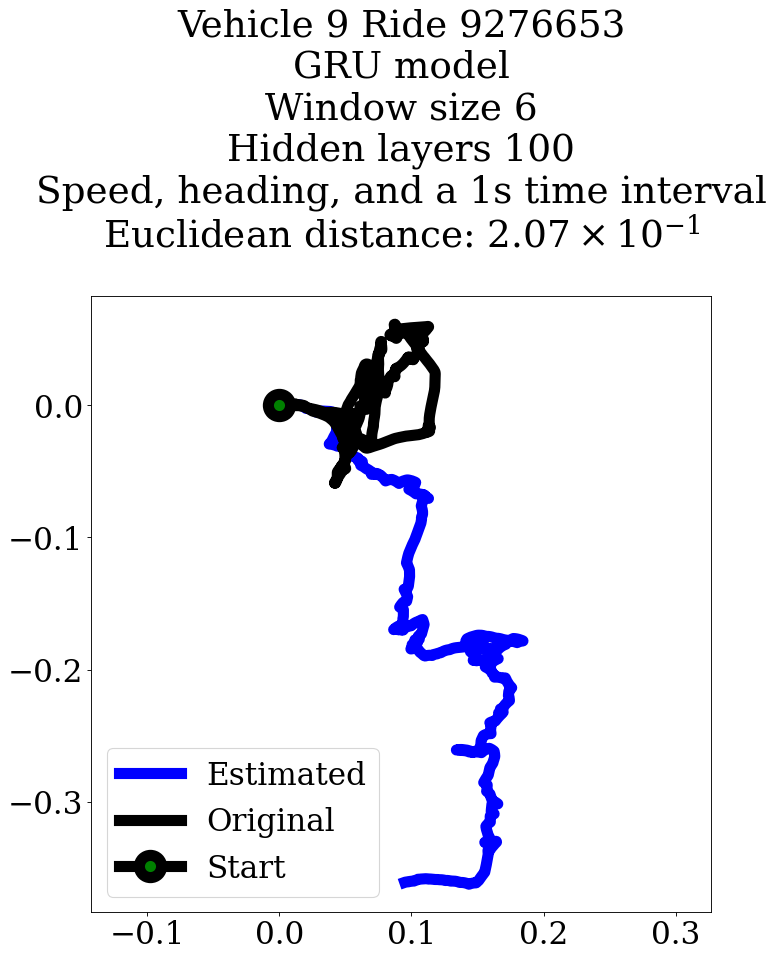 Vehicle 9 Ride 9276653
GRU model
Window size 6
Hidden layers 100
Speed, heading, and a 1s time interval
Euclidean distance: 2.07 × 10⁻¹
0.0
−0.1
−0.2
−0.3
Estimated
Original
Start
−0.1 0.0 0.1 0.2 0.3